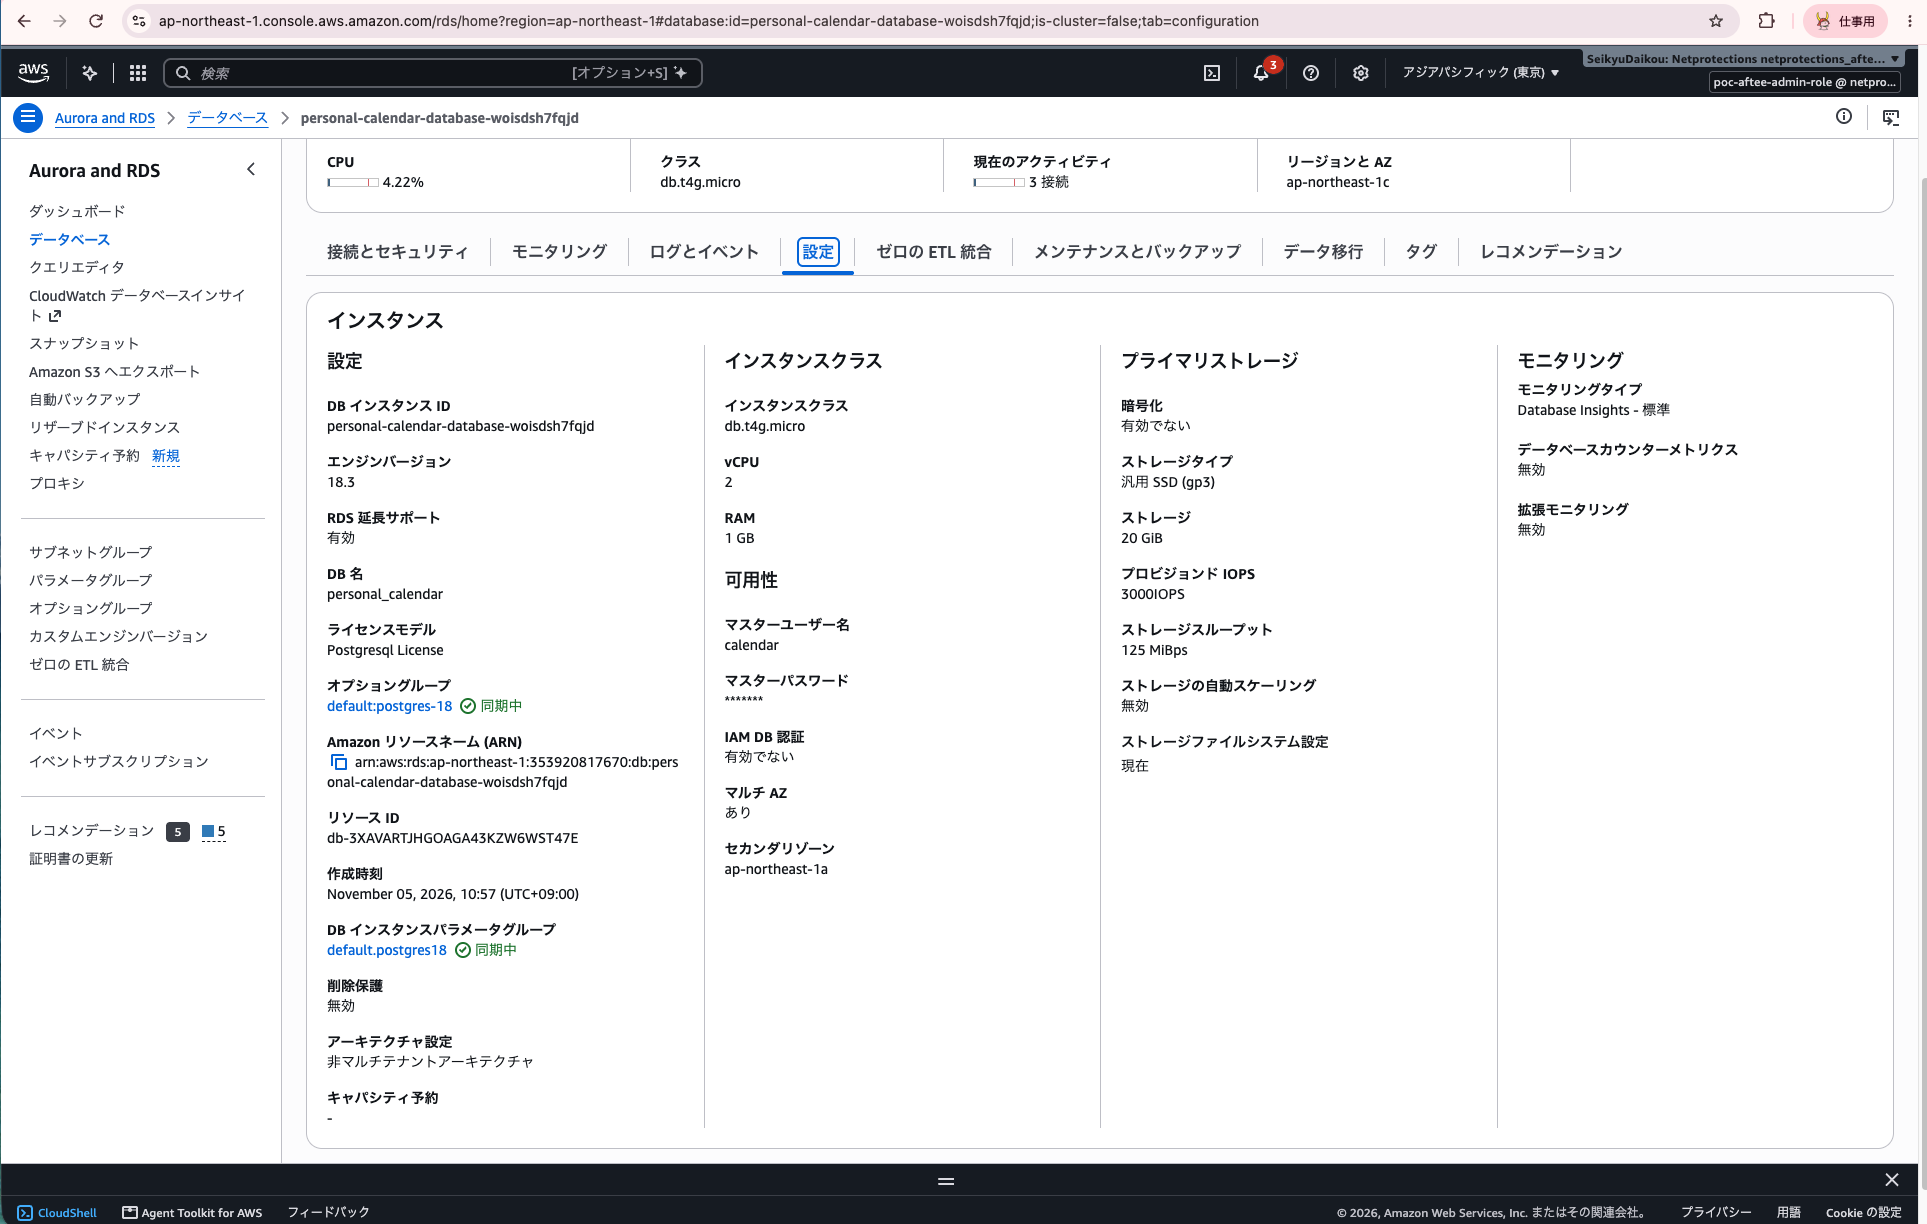 ap-northeast-1.console.aws.amazon.com/rds/home?region=ap-northeast-1#database:id=personal-calendar-database-woisdsh7fqjd;is-cluster=false;tab=configuration
仕事用
aws
検索
[オプション+S]
3
アジアパシフィック (東京)
SeikyuDaikou: Netprotections netprotections_afte...
poc-aftee-admin-role @ netpro...
Aurora and RDS
データベース
personal-calendar-database-woisdsh7fqjd
Aurora and RDS
ダッシュボード
データベース
クエリエディタ
CloudWatch データベースインサイ
ト
スナップショット
Amazon S3 へエクスポート
自動バックアップ
リザーブドインスタンス
キャパシティ予約 新規
プロキシ
サブネットグループ
パラメータグループ
オプショングループ
カスタムエンジンバージョン
ゼロの ETL 統合
イベント
イベントサブスクリプション
レコメンデーション 5 5
証明書の更新
CPU
4.22%
クラス
db.t4g.micro
現在のアクティビティ
3 接続
リージョンと AZ
ap-northeast-1c
接続とセキュリティ
モニタリング
ログとイベント
設定
ゼロの ETL 統合
メンテナンスとバックアップ
データ移行
タグ
レコメンデーション
インスタンス
設定
DB インスタンス ID
personal-calendar-database-woisdsh7fqjd
エンジンバージョン
18.3
RDS 延長サポート
有効
DB 名
personal_calendar
ライセンスモデル
Postgresql License
オプショングループ
default:postgres-18 同期中
Amazon リソースネーム (ARN)
arn:aws:rds:ap-northeast-1:353920817670:db:pers
onal-calendar-database-woisdsh7fqjd
リソース ID
db-3XAVARTJHGOAGA43KZW6WST47E
作成時刻
November 05, 2026, 10:57 (UTC+09:00)
DB インスタンスパラメータグループ
default.postgres18 同期中
削除保護
無効
アーキテクチャ設定
非マルチテナントアーキテクチャ
キャパシティ予約
-
インスタンスクラス
インスタンスクラス
db.t4g.micro
vCPU
2
RAM
1 GB
可用性
マスターユーザー名
calendar
マスターパスワード
*******
IAM DB 認証
有効でない
マルチ AZ
あり
セカンダリゾーン
ap-northeast-1a
プライマリストレージ
暗号化
有効でない
ストレージタイプ
汎用 SSD (gp3)
ストレージ
20 GiB
プロビジョンド IOPS
3000IOPS
ストレージスループット
125 MiBps
ストレージの自動スケーリング
無効
ストレージファイルシステム設定
現在
モニタリング
モニタリングタイプ
Database Insights - 標準
データベースカウンターメトリクス
無効
拡張モニタリング
無効
CloudShell
Agent Toolkit for AWS
フィードバック
© 2026, Amazon Web Services, Inc. またはその関連会社。
プライバシー
用語
Cookie の設定